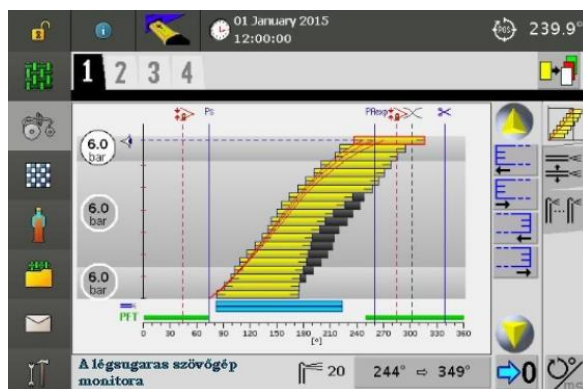 01 January 2015
12:00:00
POS 239.9°
1 2 3 4
Ps PAexp
6.0
bar
6.0
bar
6.0
bar
PFT
0 30 60 90 120 150 180 210 240 270 300 330 360
[°]
A légsugaras szövőgép
monitora
20
244° ⇨ 349°
0